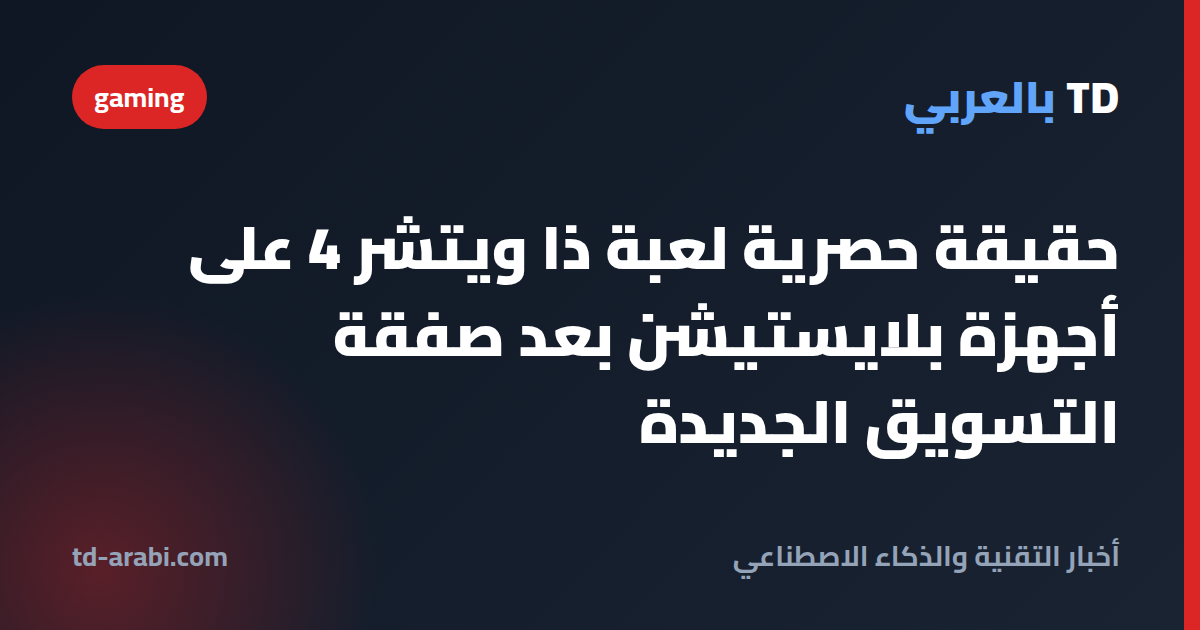 TD بالعربي
gaming
حقيقة حصرية لعبة ذا ويتشر 4 على
أجهزة بلايستيشن بعد صفقة
التسويق الجديدة
أخبار التقنية والذكاء الاصطناعي
td-arabi.com